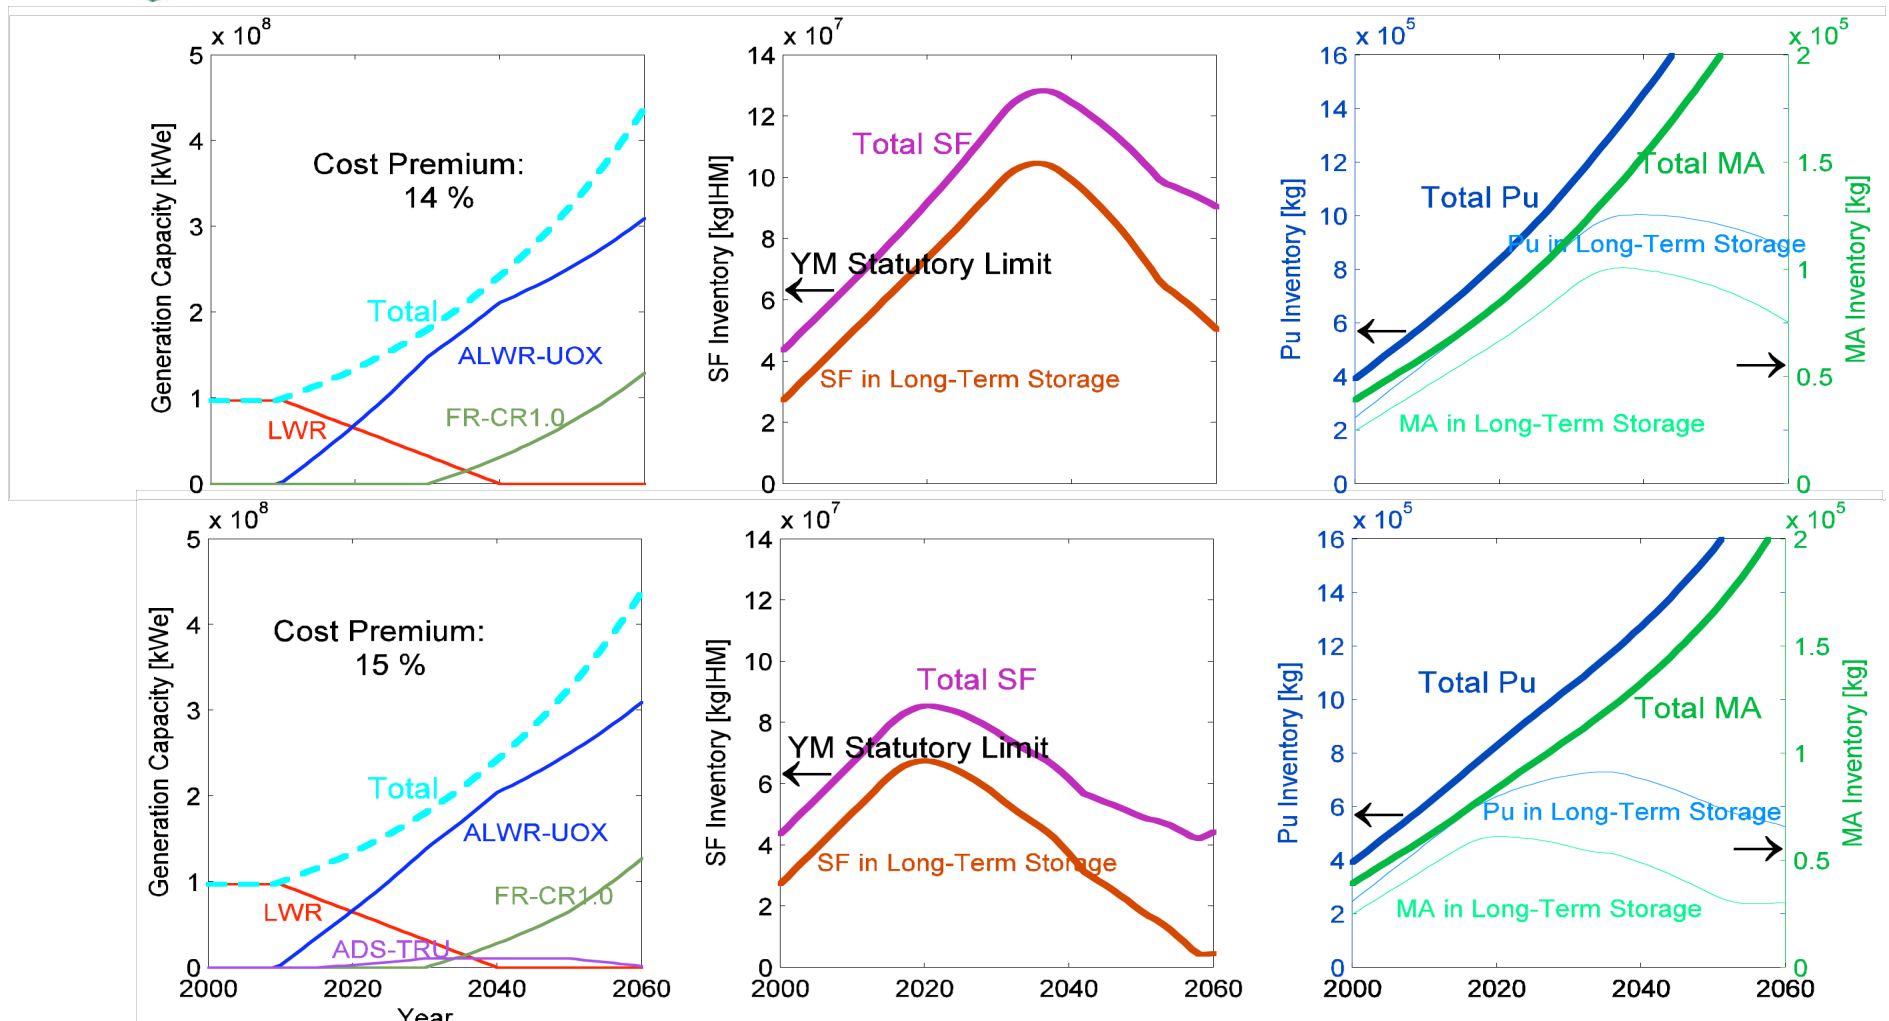 x 10^8
5
4
3
2
1
0
Generation Capacity [kWe]
Cost Premium:
14 %
Total
ALWR-UOX
FR-CR1.0
LWR
x 10^7
14
12
10
8
6
4
2
0
SF Inventory [kgIHM]
Total SF
YM Statutory Limit
SF in Long-Term Storage
x 10^5
16
14
12
10
8
6
4
2
0
Pu Inventory [kg]
Total Pu
Total MA
Pu in Long-Term Storage
MA in Long-Term Storage
x 10^5
2
1.5
1
0.5
0
MA Inventory [kg]
x 10^8
5
4
3
2
1
0
Generation Capacity [kWe]
Cost Premium:
15 %
Total
ALWR-UOX
FR-CR1.0
LWR
ADS-TRU
2000
2020
2040
2060
Year
x 10^7
14
12
10
8
6
4
2
0
SF Inventory [kgIHM]
Total SF
YM Statutory Limit
SF in Long-Term Storage
2000
2020
2040
2060
x 10^5
16
14
12
10
8
6
4
2
0
Pu Inventory [kg]
Total Pu
Total MA
Pu in Long-Term Storage
MA in Long-Term Storage
2000
2020
2040
2060
x 10^5
2
1.5
1
0.5
0
MA Inventory [kg]